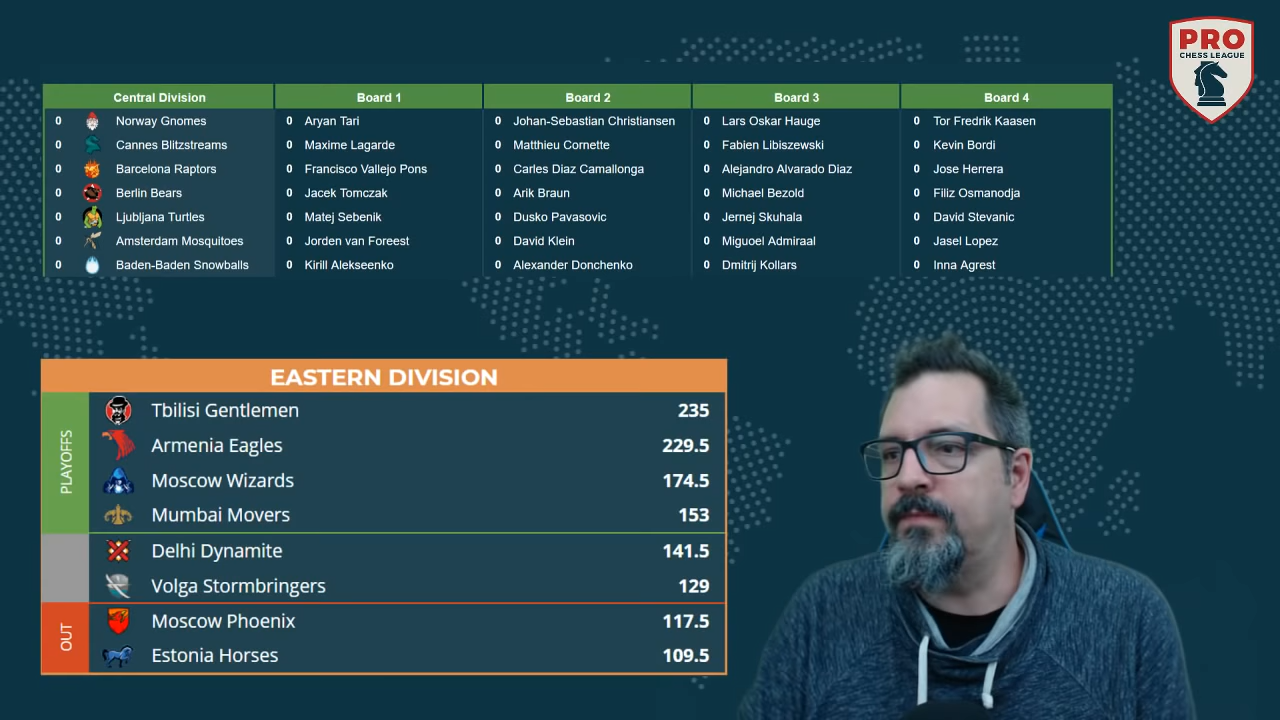 PRO
CHESS LEAGUE
Central Division Board 1 Board 2 Board 3 Board 4
0 Norway Gnomes 0 Aryan Tari 0 Johan-Sebastian Christiansen 0 Lars Oskar Hauge 0 Tor Fredrik Kaasen
0 Cannes Blitzstreams 0 Maxime Lagarde 0 Matthieu Cornette 0 Fabien Libiszewski 0 Kevin Bordi
0 Barcelona Raptors 0 Francisco Vallejo Pons 0 Carles Diaz Camallonga 0 Alejandro Alvarado Diaz 0 Jose Herrera
0 Berlin Bears 0 Jacek Tomczak 0 Arik Braun 0 Michael Bezold 0 Filiz Osmanodja
0 Ljubljana Turtles 0 Matej Sebenik 0 Dusko Pavasovic 0 Jernej Skuhala 0 David Stevanic
0 Amsterdam Mosquitoes 0 Jorden van Foreest 0 David Klein 0 Miguoel Admiraal 0 Jasel Lopez
0 Baden-Baden Snowballs 0 Kirill Alekseenko 0 Alexander Donchenko 0 Dmitrij Kollars 0 Inna Agrest
EASTERN DIVISION
PLAYOFFS
Tbilisi Gentlemen 235
Armenia Eagles 229.5
Moscow Wizards 174.5
Mumbai Movers 153
Delhi Dynamite 141.5
Volga Stormbringers 129
OUT
Moscow Phoenix 117.5
Estonia Horses 109.5